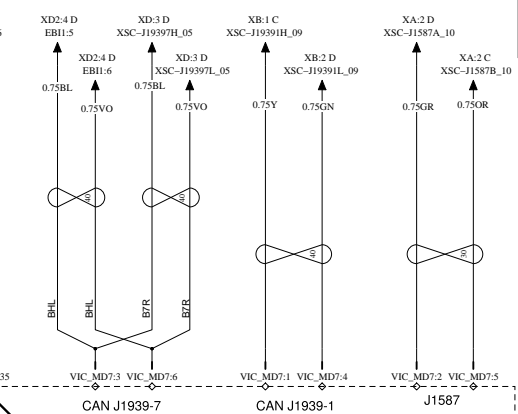 XD2:4 D
EBI1:5
XD:3 D
XSC–J19397H_05
XB:1 C
XSC–J19391H_09
XA:2 D
XSC–J1587A_10
XD2:4 D
EBI1:6
XD:3 D
XSC–J19397L_05
XB:2 D
XSC–J19391L_09
XA:2 C
XSC–J1587B_10
0.75BL
0.75VO
0.75BL
0.75VO
0.75Y
0.75GN
0.75GR
0.75OR
40
40
40
30
BHL
BHL
B7R
B7R
35
VIC_MD7:3
VIC_MD7:6
VIC_MD7:1
VIC_MD7:4
VIC_MD7:2
VIC_MD7:5
CAN J1939-7
CAN J1939-1
J1587